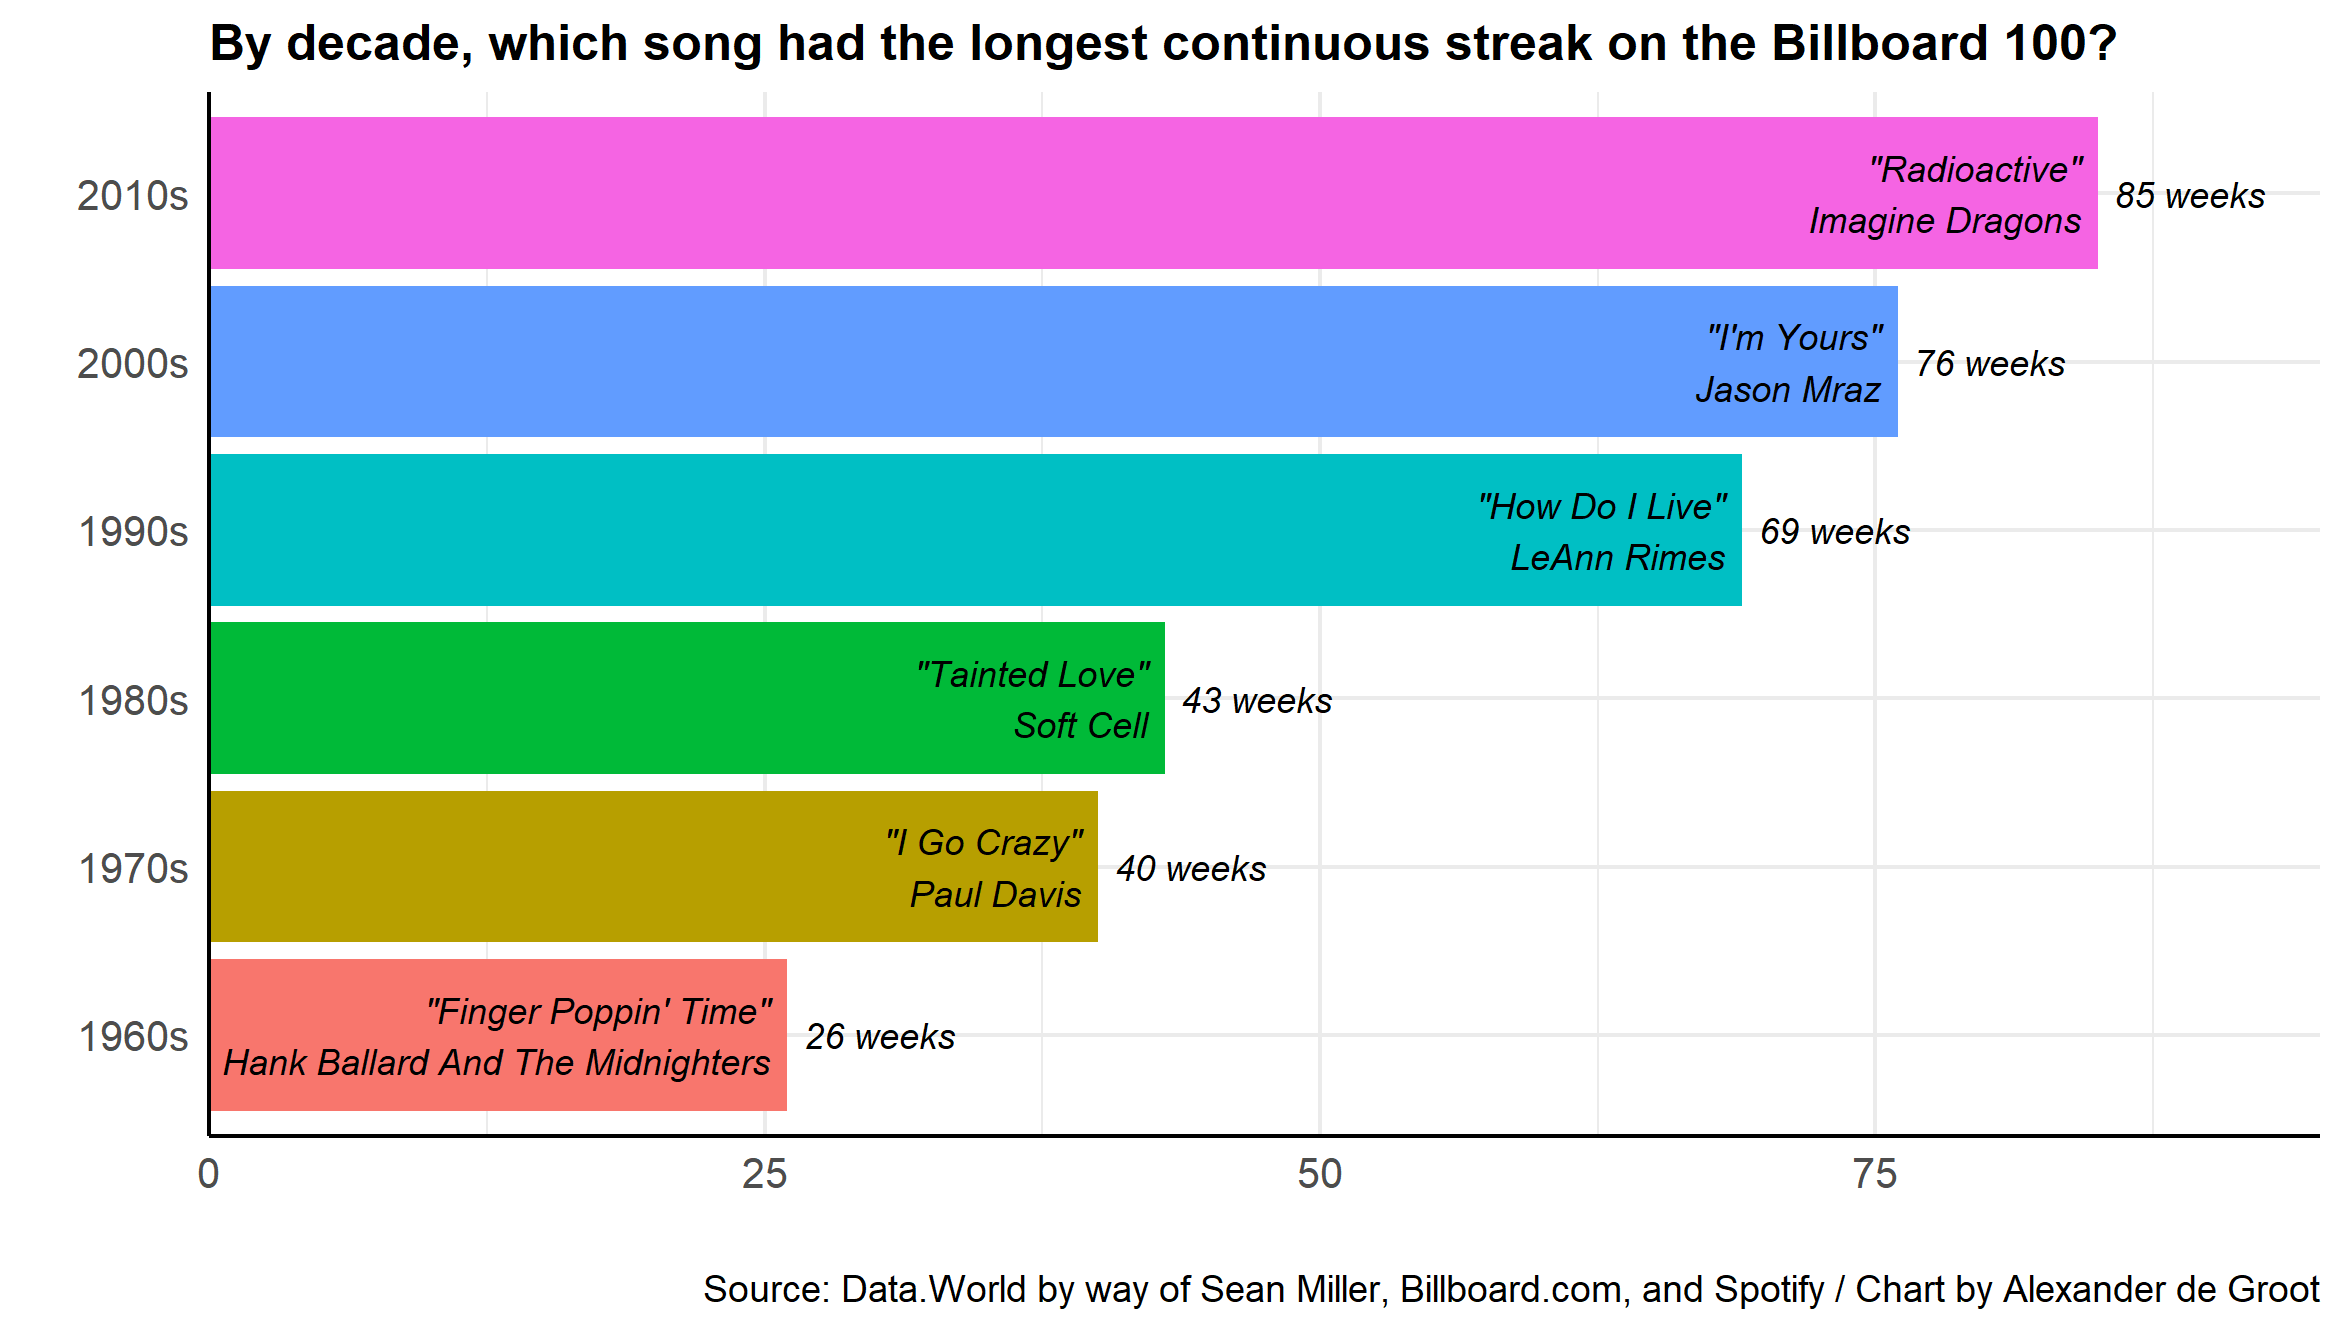 By decade, which song had the longest continuous streak on the Billboard 100?
2010s
"Radioactive"
Imagine Dragons
85 weeks
2000s
"I'm Yours"
Jason Mraz
76 weeks
1990s
"How Do I Live"
LeAnn Rimes
69 weeks
1980s
"Tainted Love"
Soft Cell
43 weeks
1970s
"I Go Crazy"
Paul Davis
40 weeks
1960s
"Finger Poppin' Time"
Hank Ballard And The Midnighters
26 weeks
0 25 50 75
Source: Data.World by way of Sean Miller, Billboard.com, and Spotify / Chart by Alexander de Groot